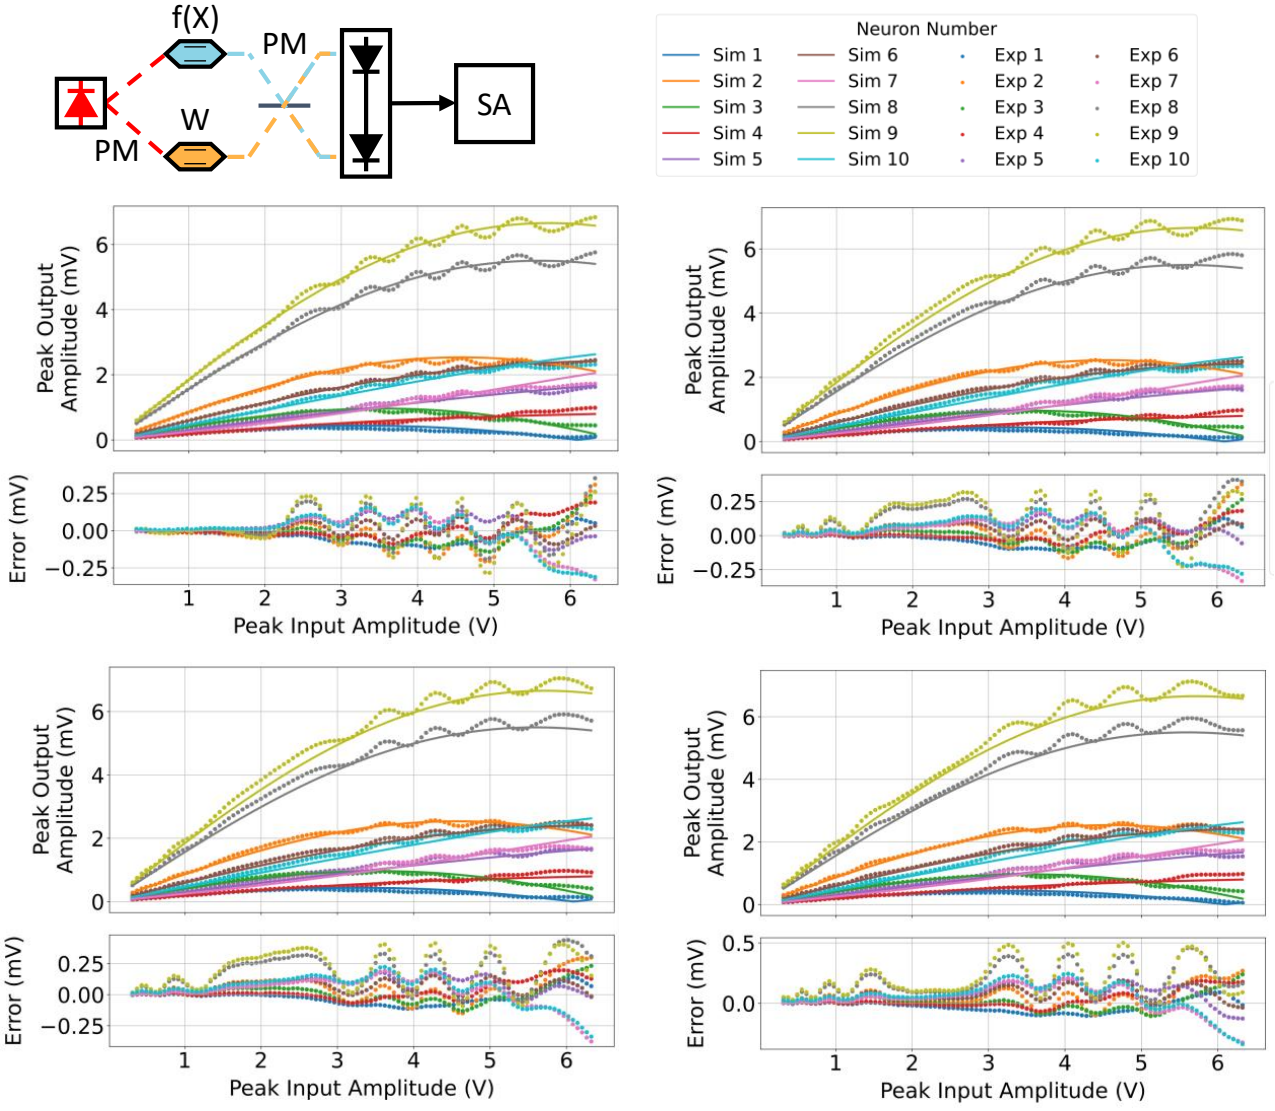 f(X)
PM
W
PM
SA
Neuron Number
Sim 1 Sim 6 Exp 1 Exp 6
Sim 2 Sim 7 Exp 2 Exp 7
Sim 3 Sim 8 Exp 3 Exp 8
Sim 4 Sim 9 Exp 4 Exp 9
Sim 5 Sim 10 Exp 5 Exp 10
Peak Output
Amplitude (mV)
6
4
2
0
Error (mV)
0.25
0.00
−0.25
1 2 3 4 5 6
Peak Input Amplitude (V)
Peak Output
Amplitude (mV)
6
4
2
0
Error (mV)
0.25
0.00
−0.25
1 2 3 4 5 6
Peak Input Amplitude (V)
Peak Output
Amplitude (mV)
6
4
2
0
Error (mV)
0.25
0.00
−0.25
1 2 3 4 5 6
Peak Input Amplitude (V)
Peak Output
Amplitude (mV)
6
4
2
0
Error (mV)
0.5
0.0
1 2 3 4 5 6
Peak Input Amplitude (V)